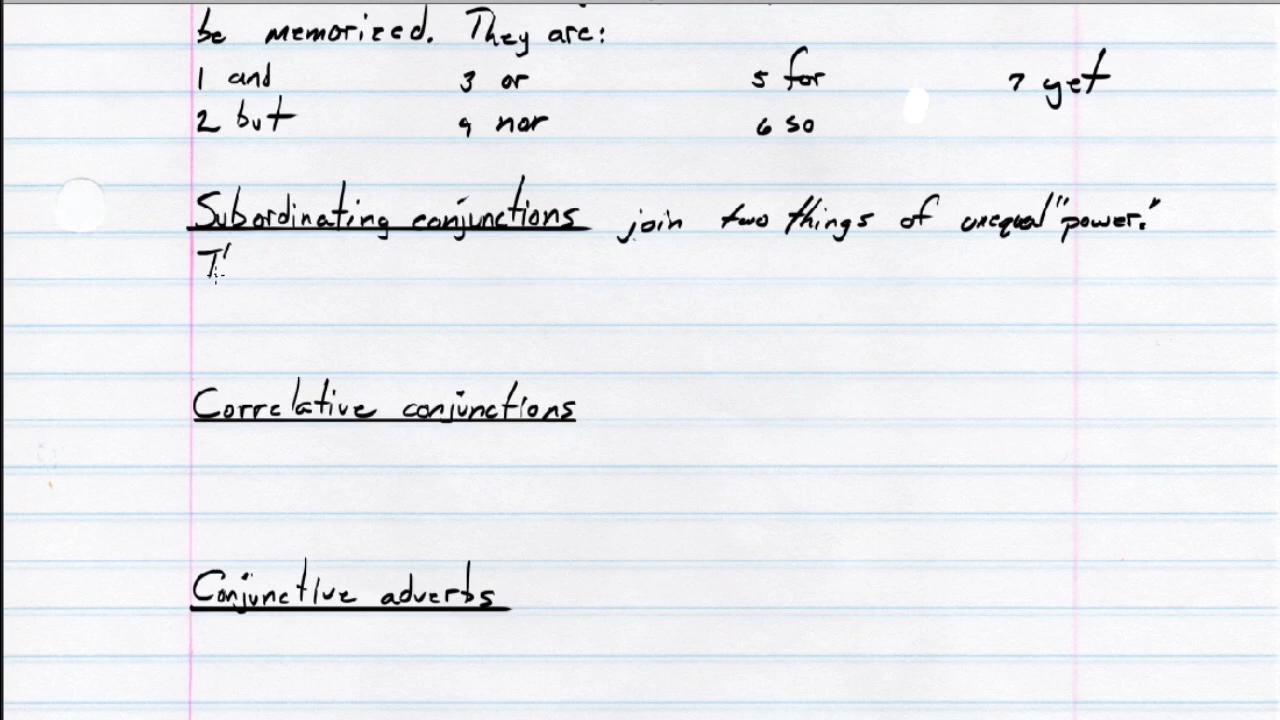 be memorized. They are:
1 and 3 or 5 for 7 yet
2 but 4 nor 6 so
Subordinating conjunctions join two things of unequal "power."
T
Correlative conjunctions
Conjunctive adverbs